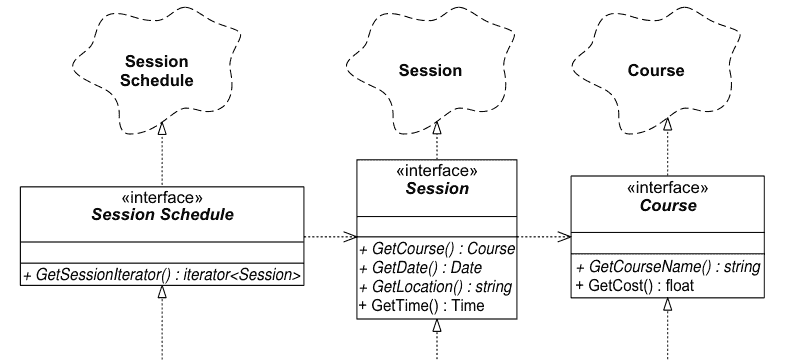 Session
Schedule
Session
Course
«interface»
Session Schedule
+ GetSessionIterator() : iterator<Session>
«interface»
Session
+ GetCourse() : Course
+ GetDate() : Date
+ GetLocation() : string
+ GetTime() : Time
«interface»
Course
+ GetCourseName() : string
+ GetCost() : float